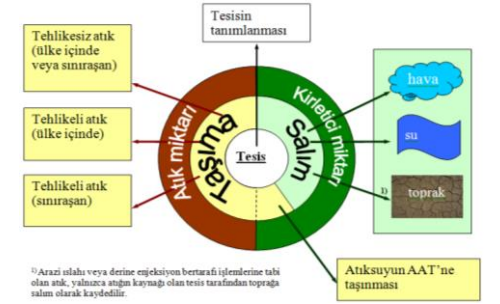 Tesisin
tanımlanması
Tehlikesiz atık
(ülke içinde
veya sınıraşan)
Tehlikeli atık
(ülke içinde)
Tehlikeli atık
(sınıraşan)
Atık miktarı
Taşıma
Tesis
Salım
Kirletici miktarı
hava
su
1)
toprak
Atıksuyun AAT’ne
taşınması
1) Arazi ıslahı veya derine enjeksiyon bertarafı işlemlerine tabi
olan atık, yalnızca atığın kaynağı olan tesis tarafından toprağa
salım olarak kaydedilir.